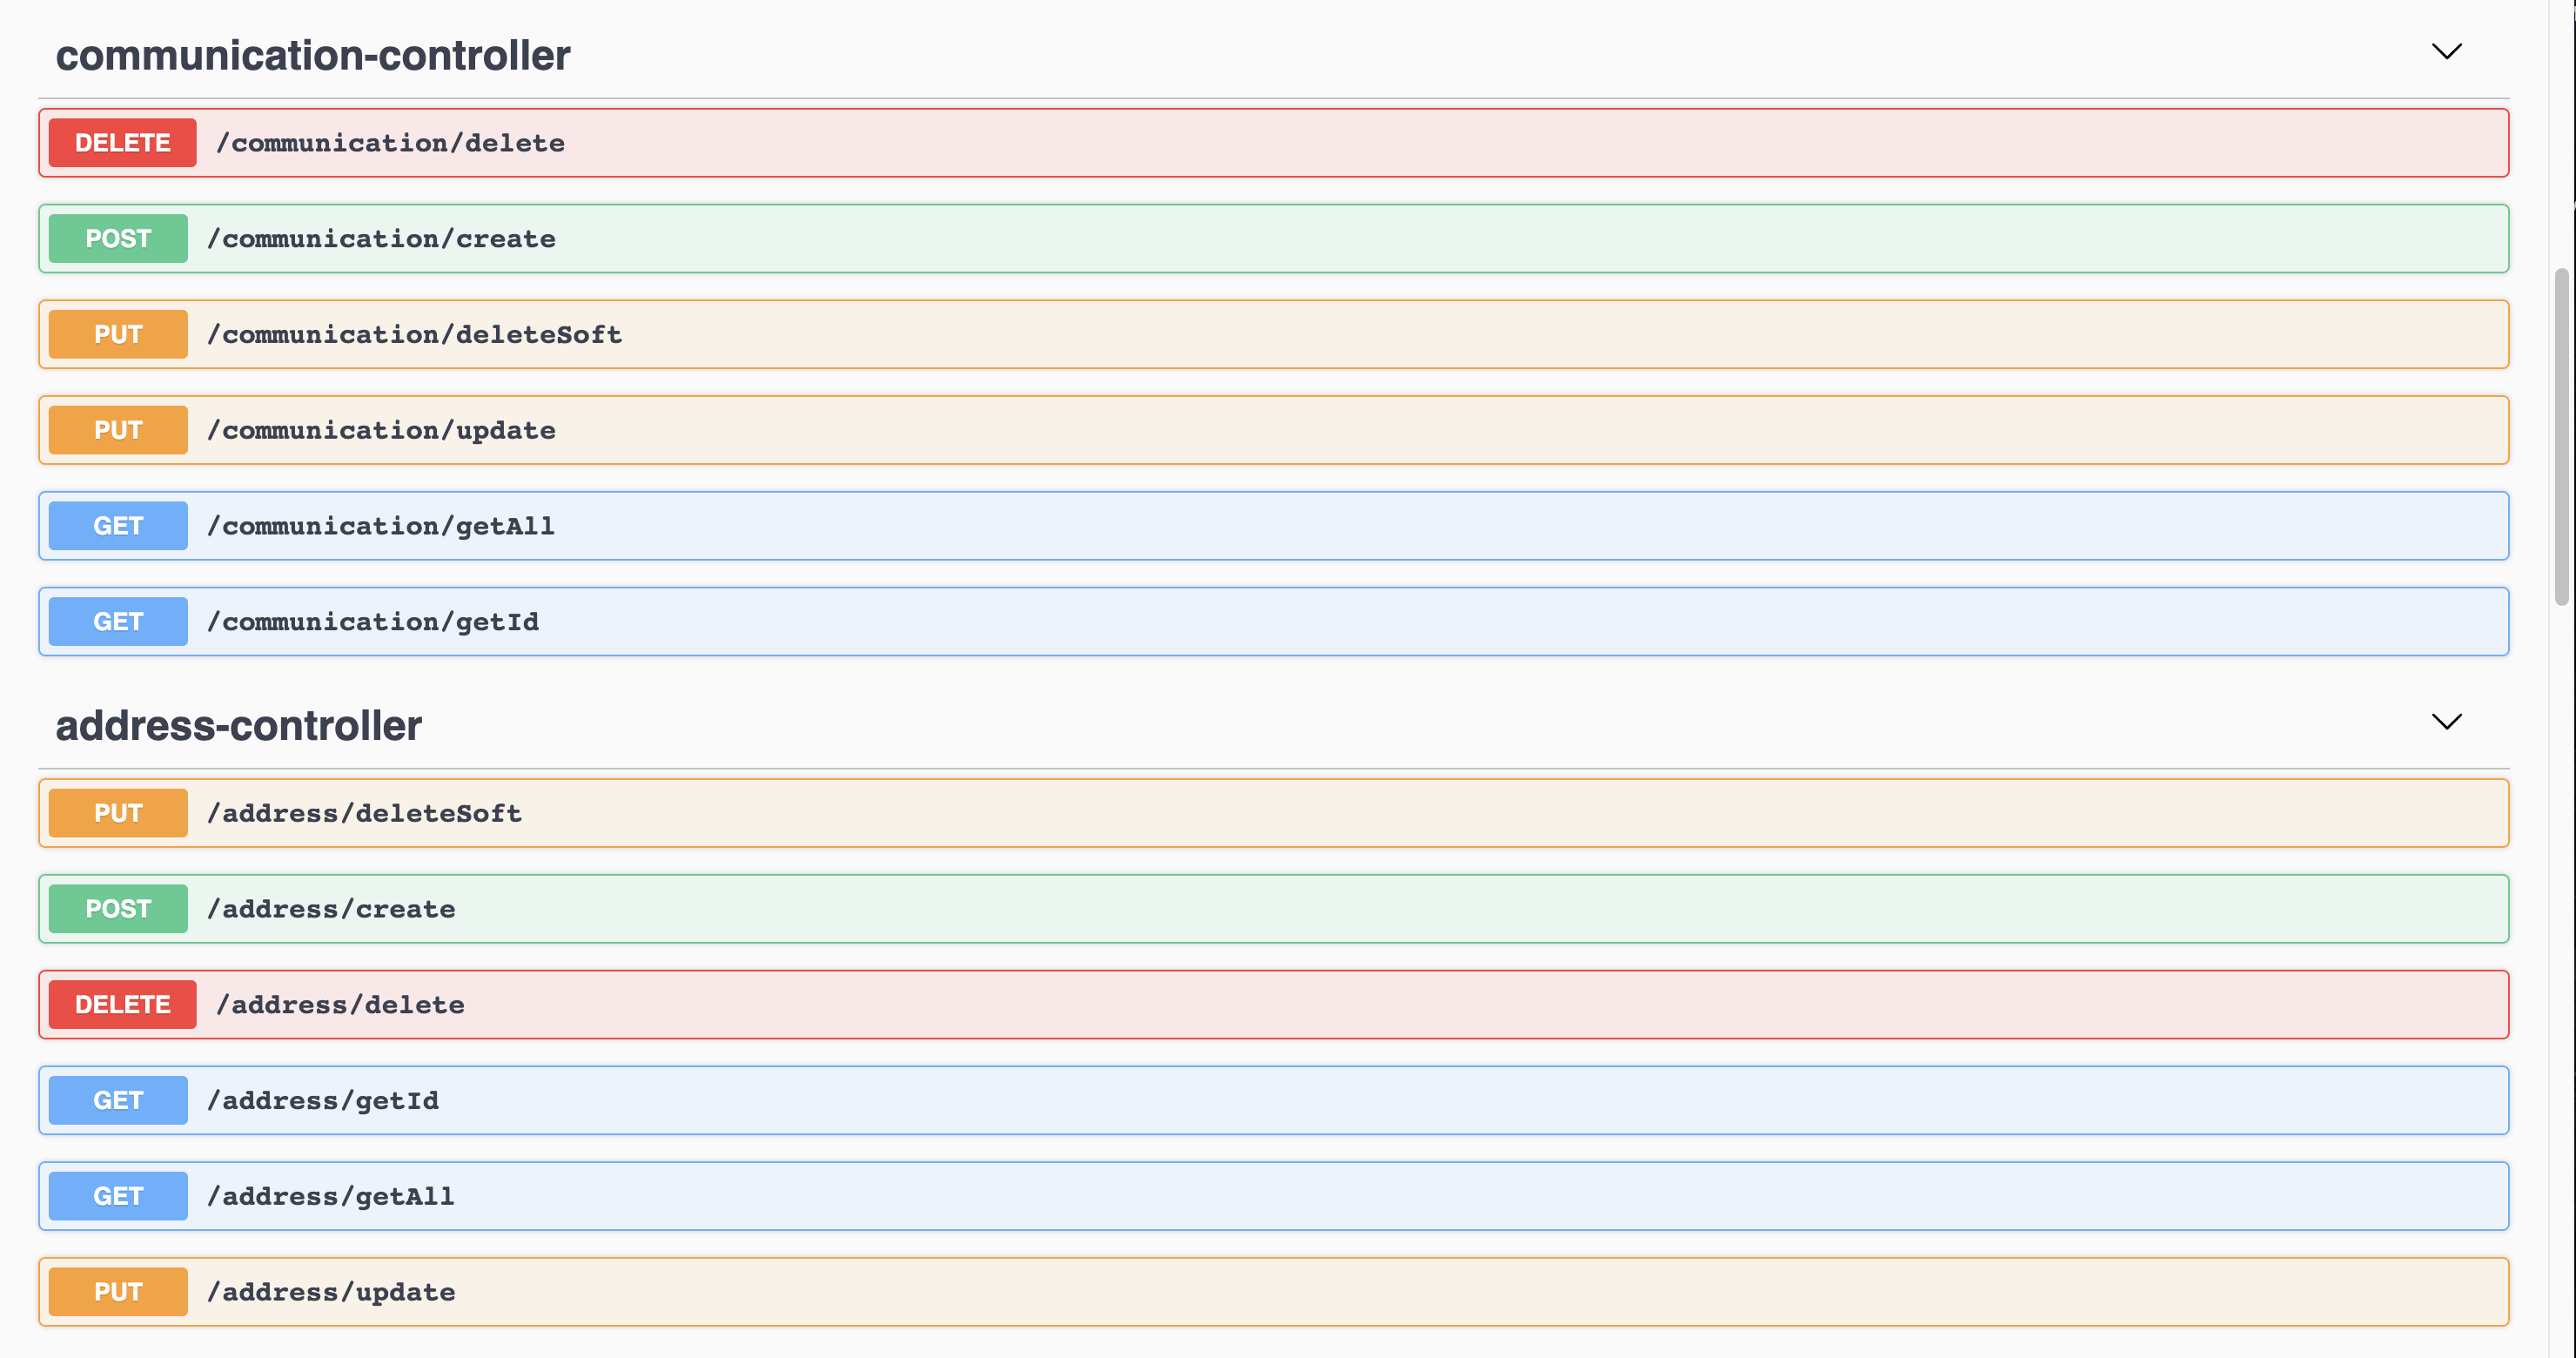 communication-controller
DELETE /communication/delete
POST /communication/create
PUT /communication/deleteSoft
PUT /communication/update
GET /communication/getAll
GET /communication/getId
address-controller
PUT /address/deleteSoft
POST /address/create
DELETE /address/delete
GET /address/getId
GET /address/getAll
PUT /address/update